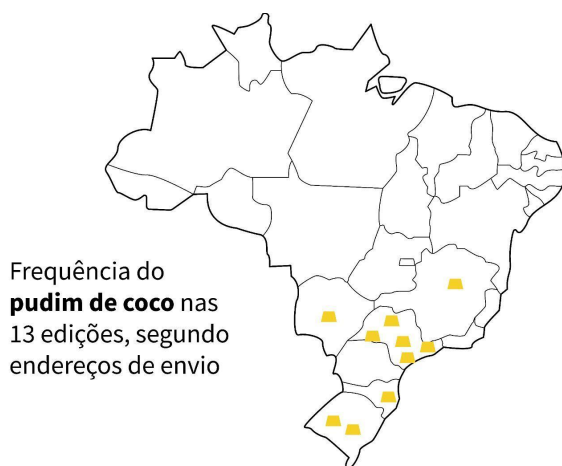 Frequência do
pudim de coco nas
13 edições, segundo
endereços de envio